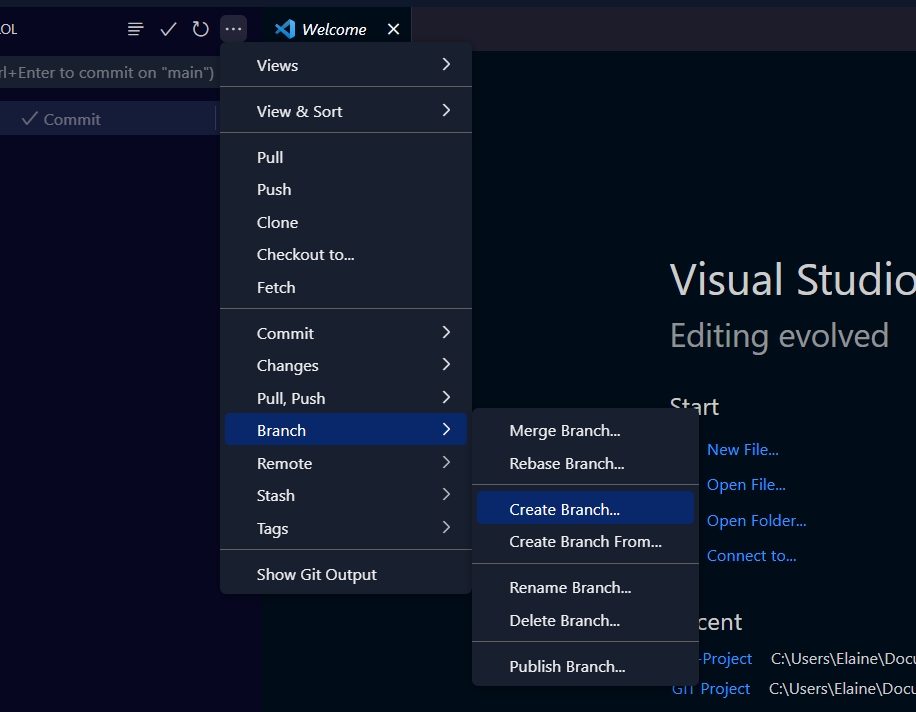 OL
Welcome
rl+Enter to commit on "main")
Commit
Views
View & Sort
Pull
Push
Clone
Checkout to...
Fetch
Commit
Changes
Pull, Push
Branch
Remote
Stash
Tags
Show Git Output
Merge Branch...
Rebase Branch...
Create Branch...
Create Branch From...
Rename Branch...
Delete Branch...
Publish Branch...
Visual Studio
Editing evolved
Start
New File...
Open File...
Open Folder...
Connect to...
cent
-Project C:\Users\Elaine\Docu
GIT Project C:\Users\Elaine\Docu